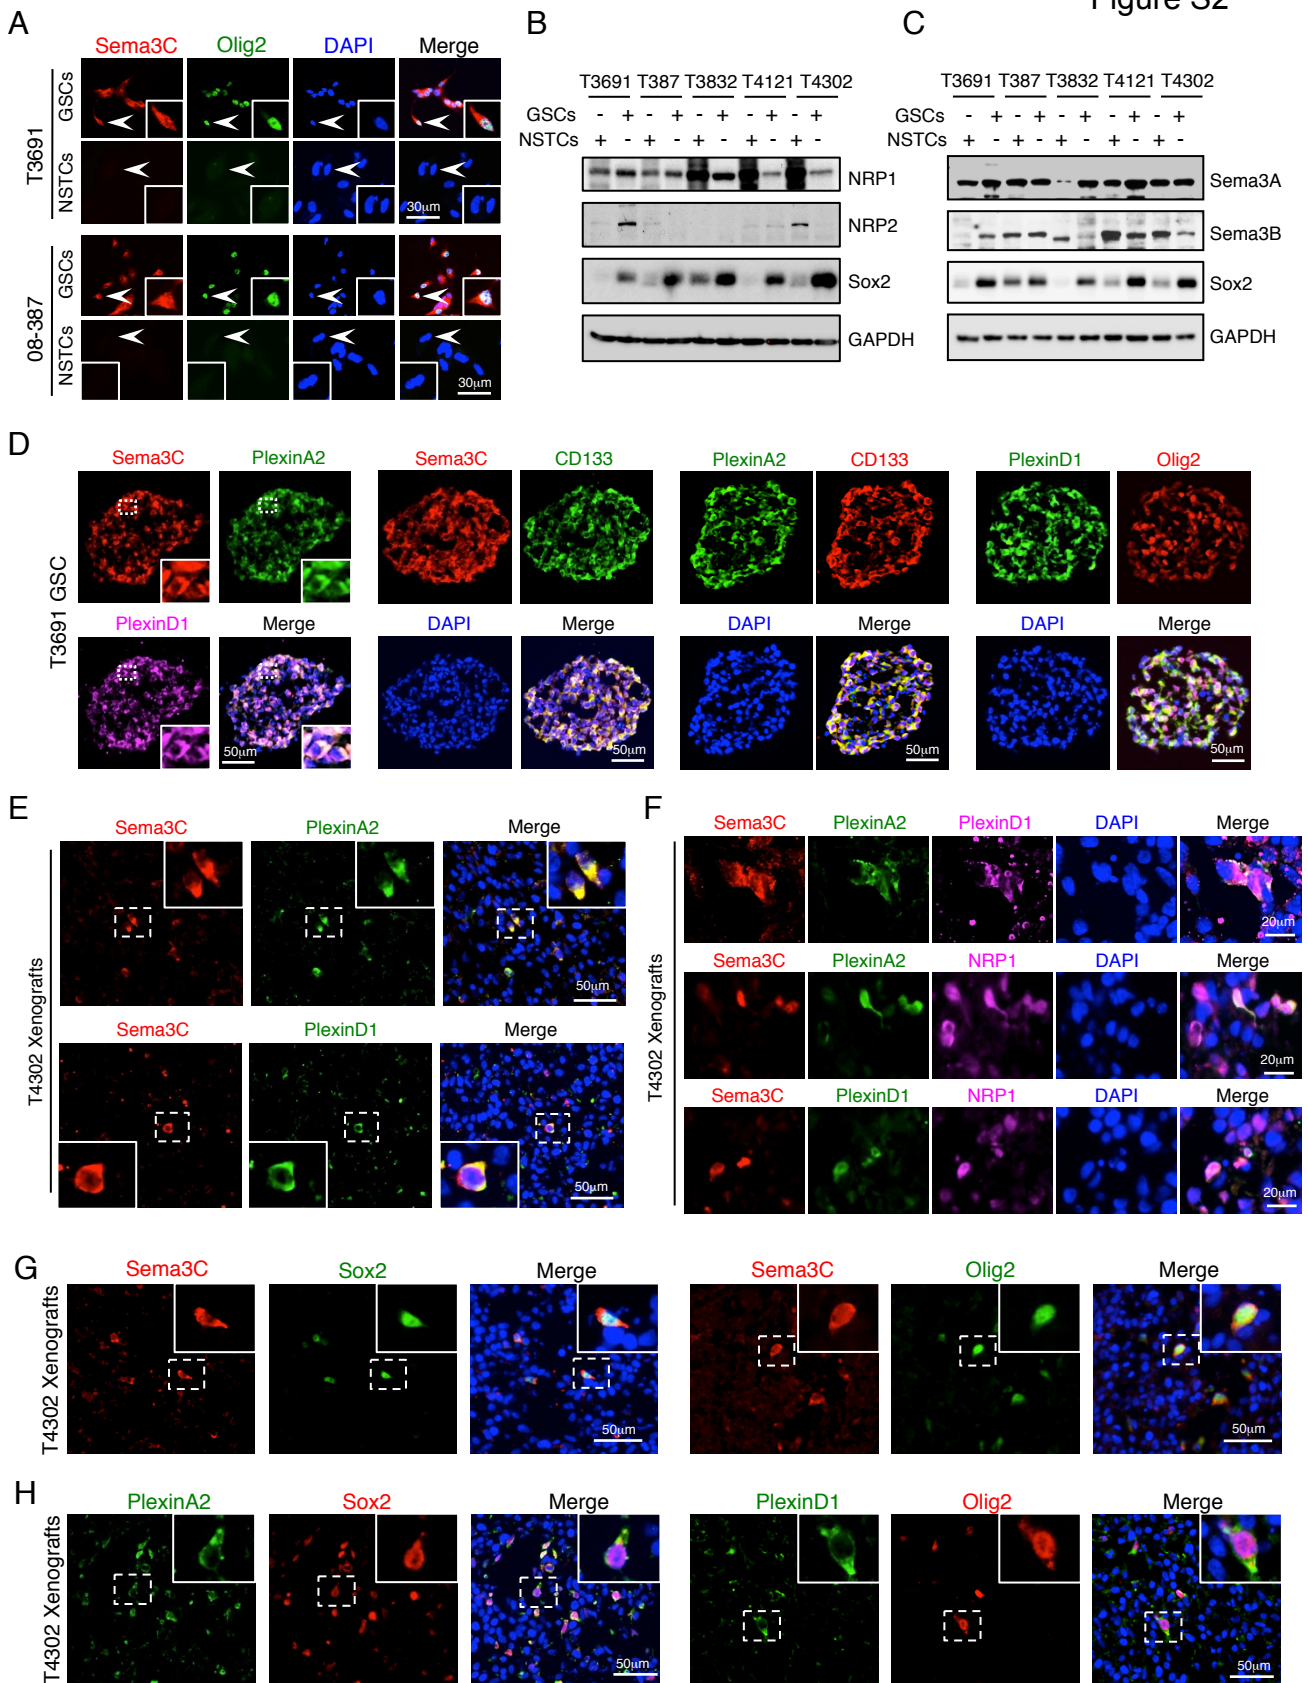 Figure S2
A
Sema3C Olig2 DAPI Merge
T3691
GSCs
NSTCs
30µm
08-387
GSCs
NSTCs
30µm
B
T3691 T387 T3832 T4121 T4302
GSCs - + - + - + - + - +
NSTCs + - + - + - + - + -
NRP1
NRP2
Sox2
GAPDH
C
T3691 T387 T3832 T4121 T4302
- + - + - + - + - +
+ - + - + - + - + -
Sema3A
Sema3B
Sox2
GAPDH
D
T3691 GSC
Sema3C PlexinA2 Sema3C CD133 PlexinA2 CD133 PlexinD1 Olig2
PlexinD1 Merge DAPI Merge DAPI Merge DAPI Merge
50µm 50µm 50µm 50µm
E
T4302 Xenografts
Sema3C PlexinA2 Merge
50µm
Sema3C PlexinD1 Merge
50µm
F
T4302 Xenografts
Sema3C PlexinA2 PlexinD1 DAPI Merge
20µm
Sema3C PlexinA2 NRP1 DAPI Merge
20µm
Sema3C PlexinD1 NRP1 DAPI Merge
20µm
G
T4302 Xenografts
Sema3C Sox2 Merge Sema3C Olig2 Merge
50µm 50µm
H
T4302 Xenografts
PlexinA2 Sox2 Merge PlexinD1 Olig2 Merge
50µm 50µm